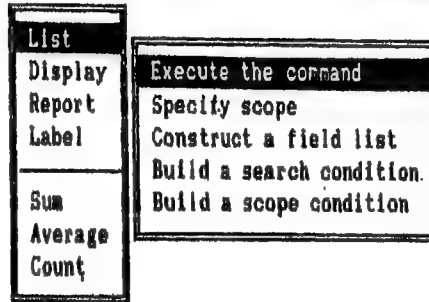 List
Display
Report
Label
Sum
Average
Count
Execute the command
Specify scope
Construct a field list
Build a search condition
Build a scope condition